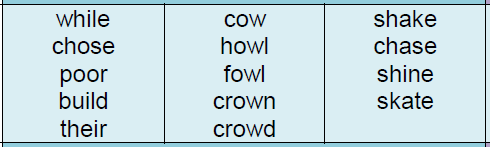 while cow shake
chose howl chase
poor fowl shine
build crown skate
their crowd